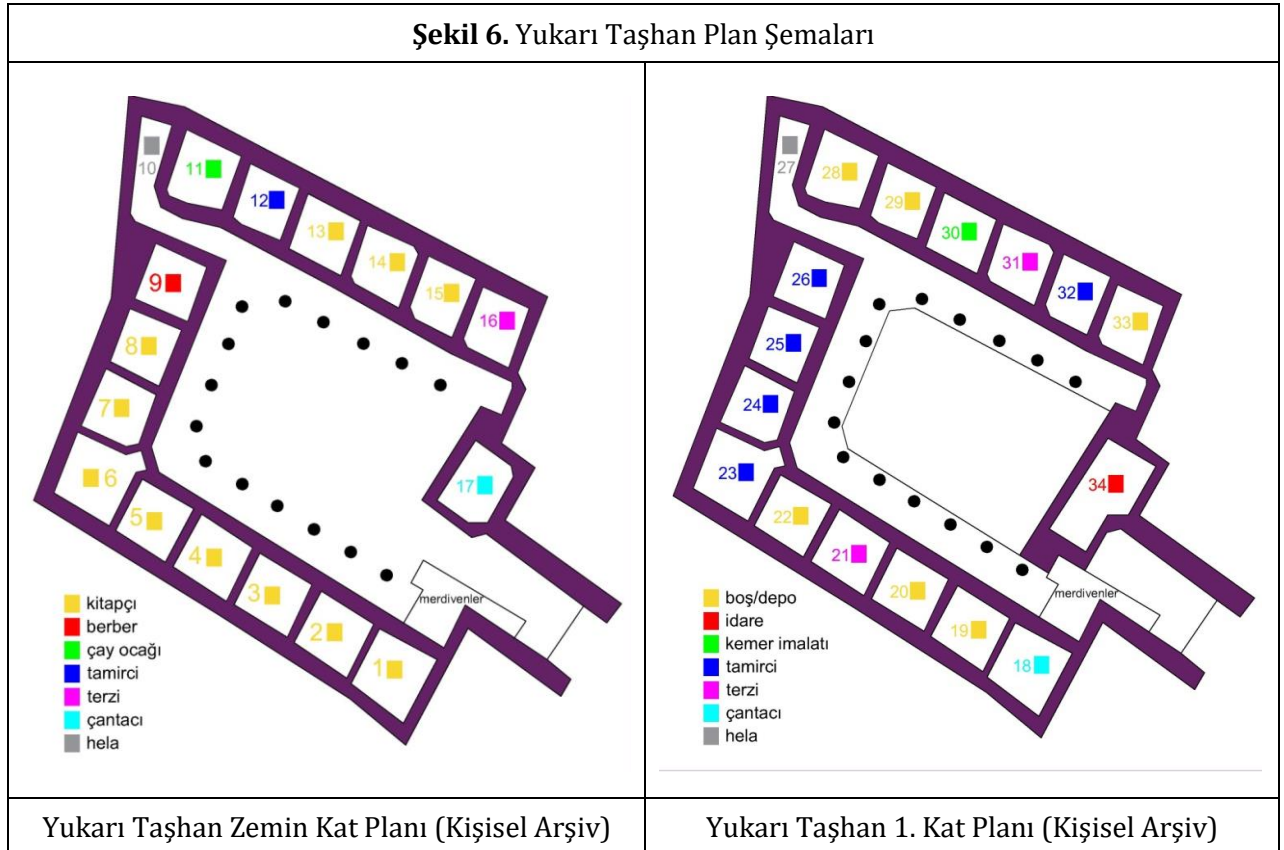 Şekil 6. Yukarı Taşhan Plan Şemaları
10
11
12
13
14
15
16
9
8
7
6
5
4
3
2
1
17
merdivenler
kitapçı
berber
çay ocağı
tamirci
terzi
çantacı
hela
27
28
29
30
31
32
33
26
25
24
23
22
21
20
19
18
34
merdivenler
boş/depo
idare
kemer imalatı
tamirci
terzi
çantacı
hela
Yukarı Taşhan Zemin Kat Planı (Kişisel Arşiv)
Yukarı Taşhan 1. Kat Planı (Kişisel Arşiv)